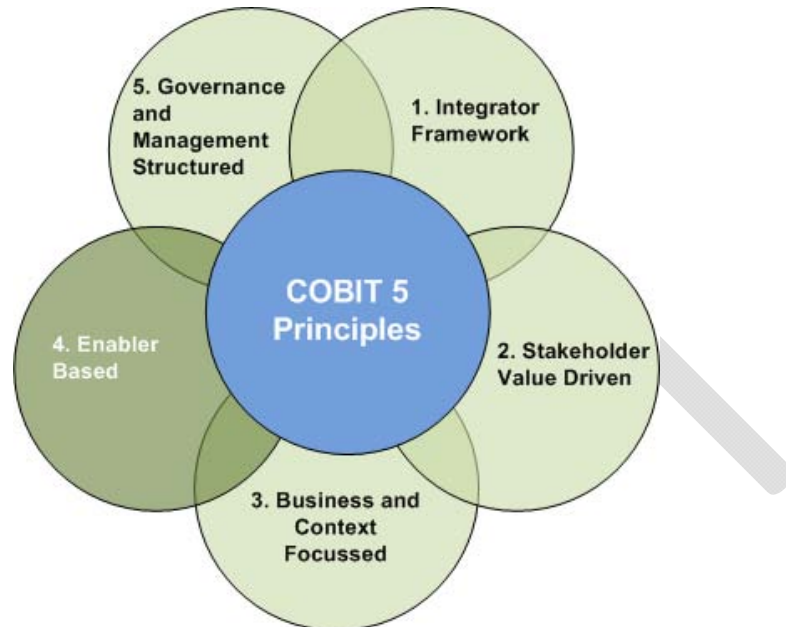 5. Governance
and
Management
Structured
1. Integrator
Framework
COBIT 5
Principles
4. Enabler
Based
2. Stakeholder
Value Driven
3. Business and
Context
Focussed